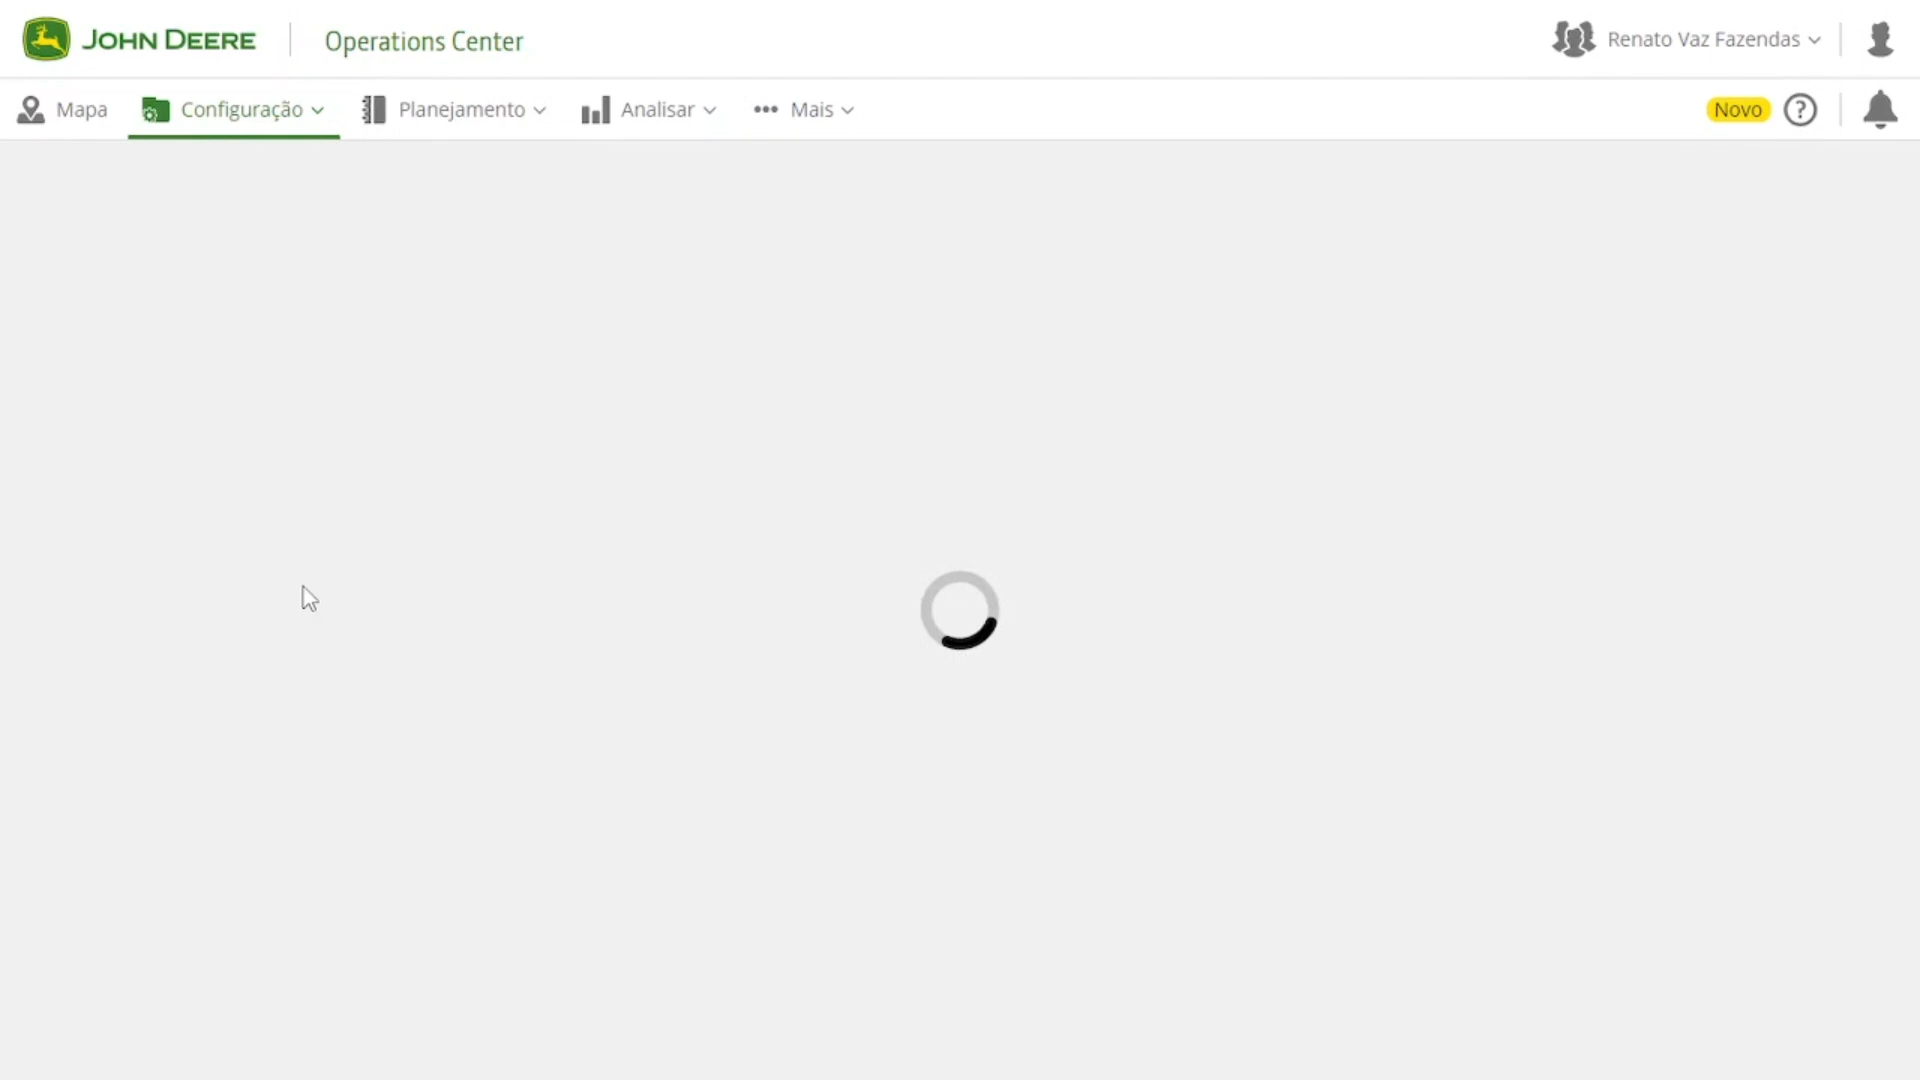 JOHN DEERE
Operations Center
Renato Vaz Fazendas
Mapa
Configuração
Planejamento
Analisar
Mais
Novo
?